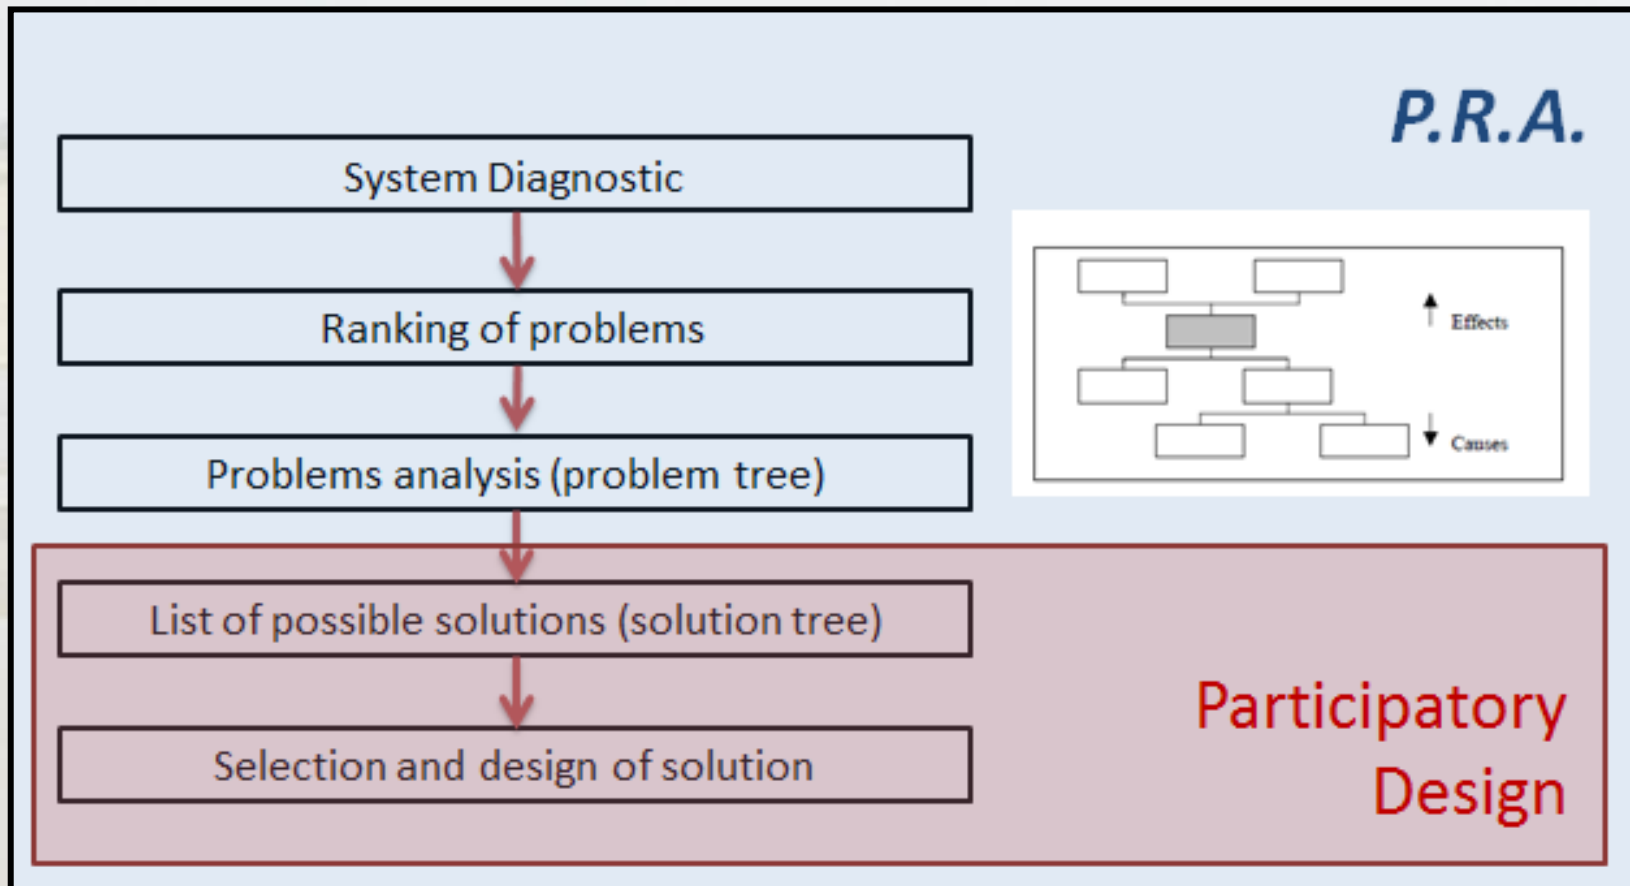 P.R.A.
System Diagnostic
Ranking of problems
Problems analysis (problem tree)
Effects
Causes
List of possible solutions (solution tree)
Selection and design of solution
Participatory
Design